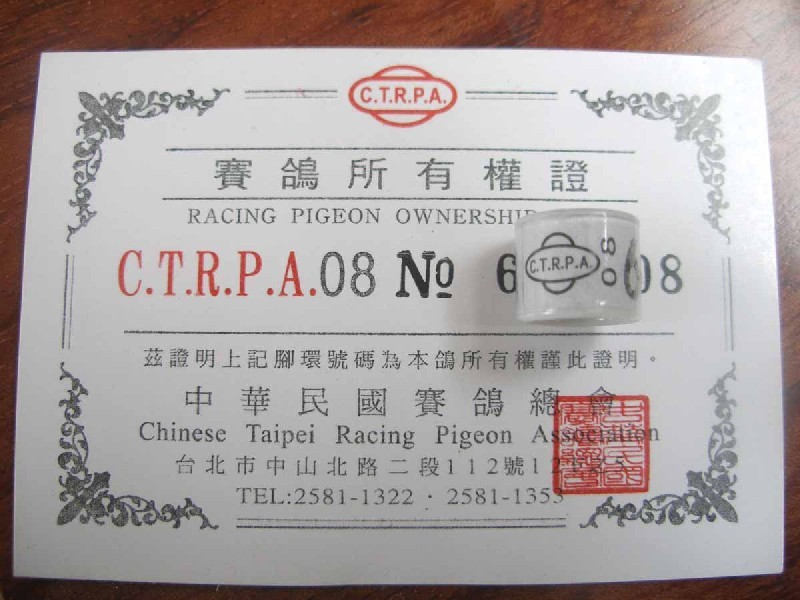 C.T.R.P.A.
賽鴿所有權證
RACING PIGEON OWNERSHIP
C.T.R.P.A.08 № 6 08
C.T.R.P.A. 08
茲證明上記腳環號碼為本鴿所有權謹此證明。
中華民國賽鴿總會
Chinese Taipei Racing Pigeon Association
台北市中山北路二段112號12樓
TEL:2581-1322 · 2581-1353